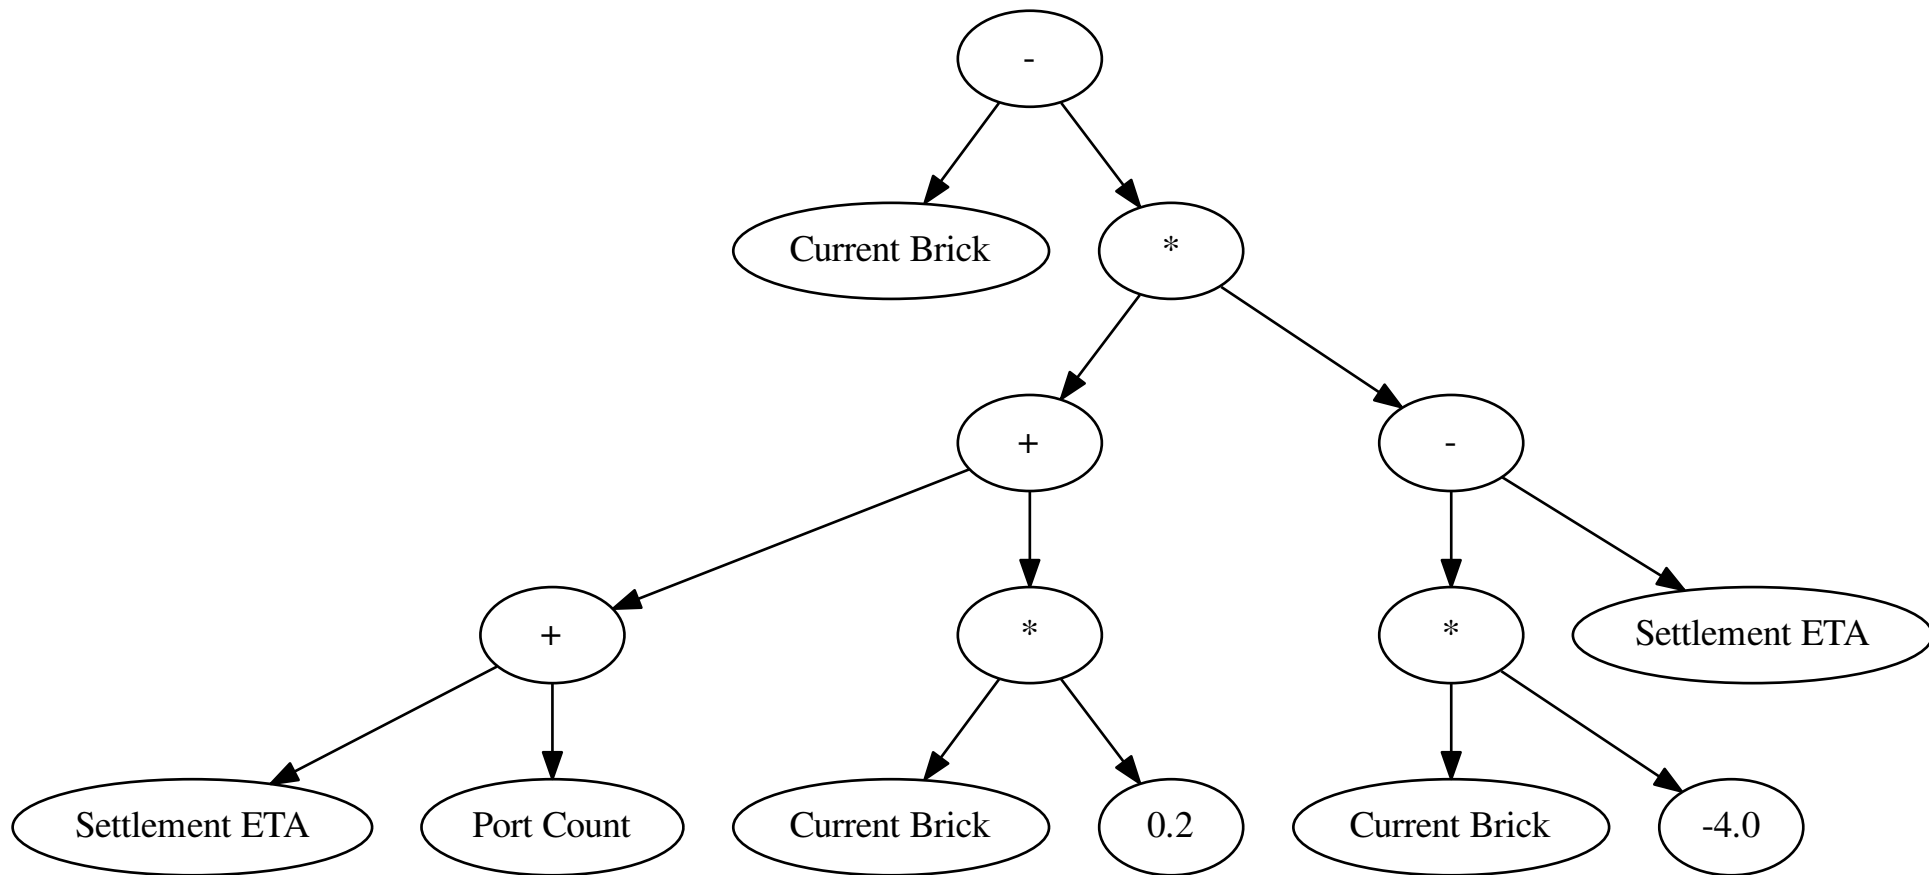 -
Current Brick
*
+
-
+
*
*
Settlement ETA
Settlement ETA
Port Count
Current Brick
0.2
Current Brick
-4.0